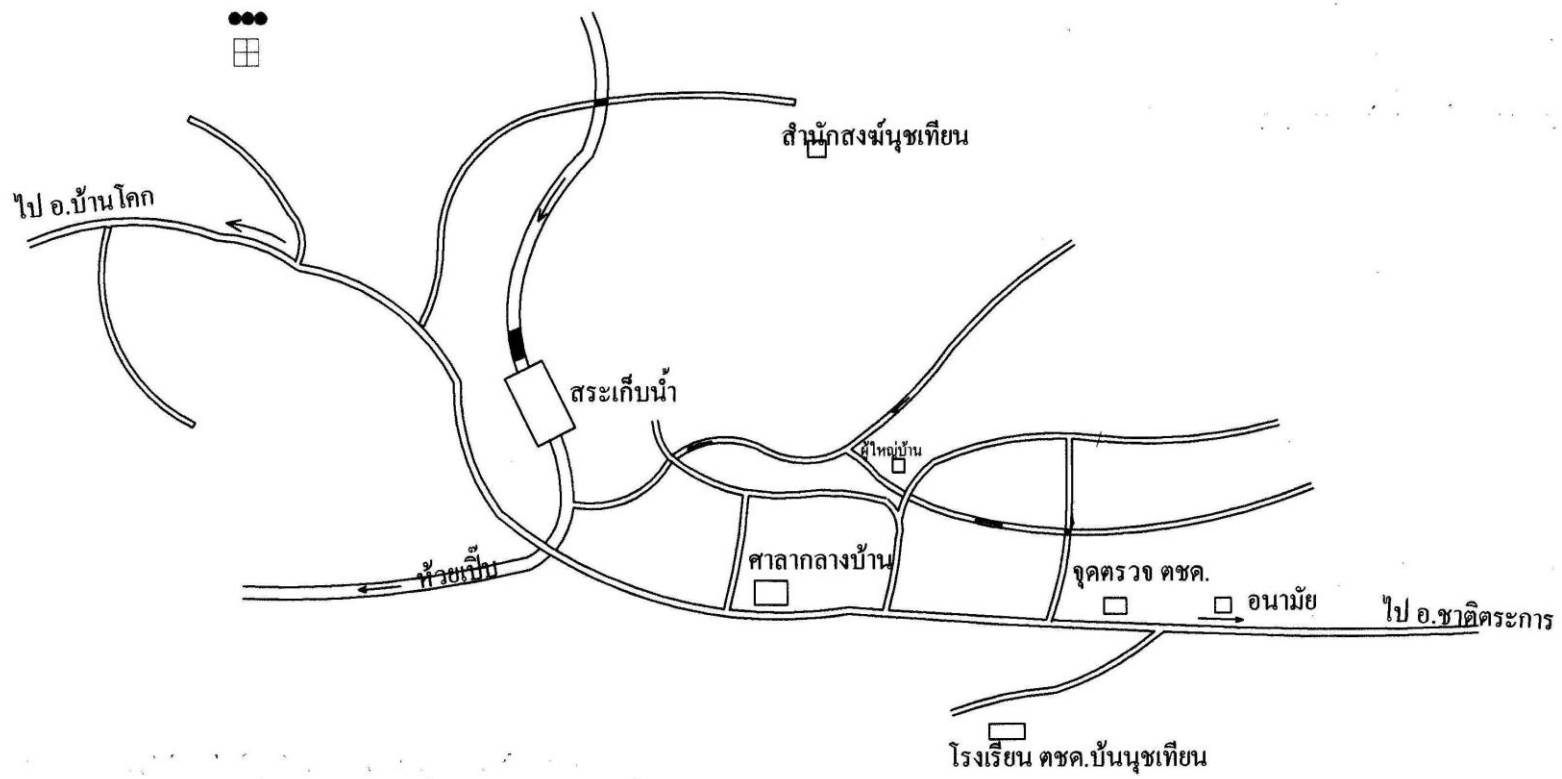 สำนักสงฆ์นุชเทียน
ไป อ.บ้านโคก
สระเก็บน้ำ
ผู้ใหญ่บ้าน
ศาลากลางบ้าน
ห้วยเปิ๊บ
จุดตรวจ ตชด.
อนามัย
ไป อ.ชาติตระการ
โรงเรียน ตชด.บ้นนุชเทียน